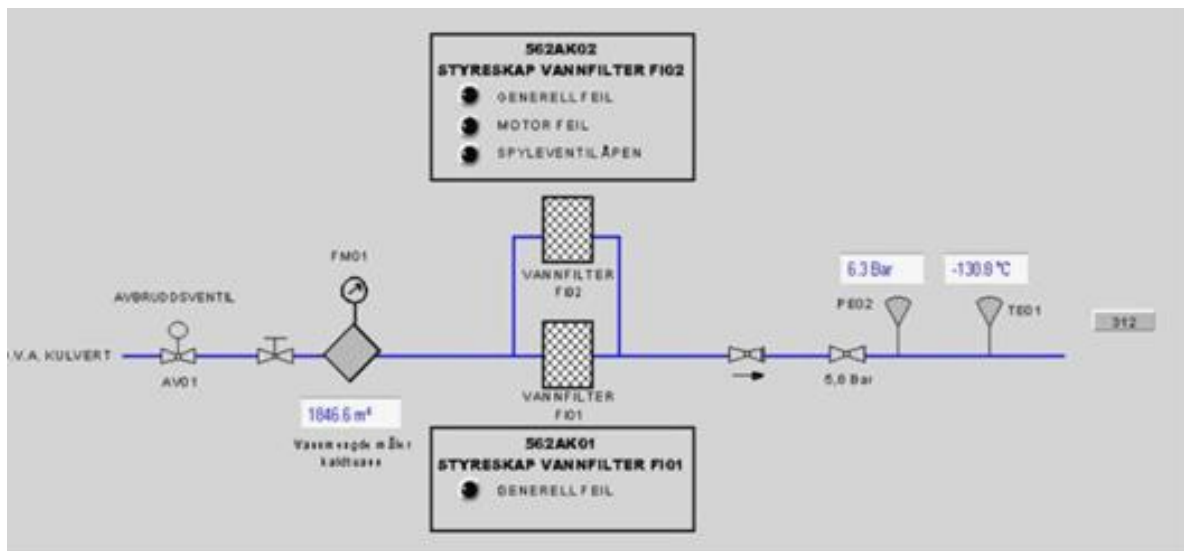 562AK02
STYRESKAP VANNFILTER FI02
GENERELL FEIL
MOTOR FEIL
SPYLEVENTIL ÅPEN
FM01
VANNFILTER
FI02
6.3 Bar
-130.8 °C
AVBRUDDSVENTIL
PE02
TE01
312
.V.A. KULVERT
AV01
5,8 Bar
VANNFILTER
FI01
1846.6 m³
562AK01
STYRESKAP VANNFILTER FI01
GENERELL FEIL